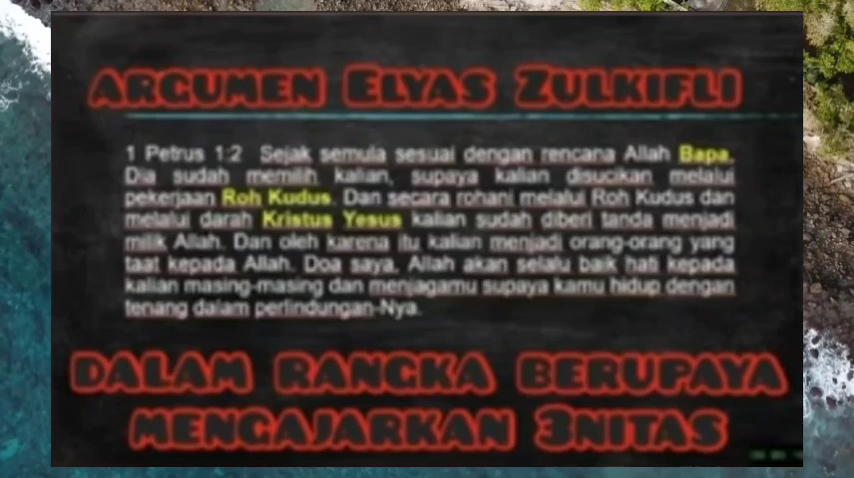 ARGUMEN ELYAS ZULKIFLI
1 Petrus 1:2 Sejak semula sesuai dengan rencana Allah Bapa,
Dia sudah memilih kalian, supaya kalian disucikan melalui
pekerjaan Roh Kudus. Dan secara rohani melalui Roh Kudus dan
melalui darah Kristus Yesus kalian sudah diberi tanda menjadi
milik Allah. Dan oleh karena itu kalian menjadi orang-orang yang
taat kepada Allah. Doa saya, Allah akan selalu baik hati kepada
kalian masing-masing dan menjagamu supaya kamu hidup dengan
tenang dalam perlindungan-Nya.
DALAM RANGKA BERUPAYA
MENGAJARKAN 3NITAS